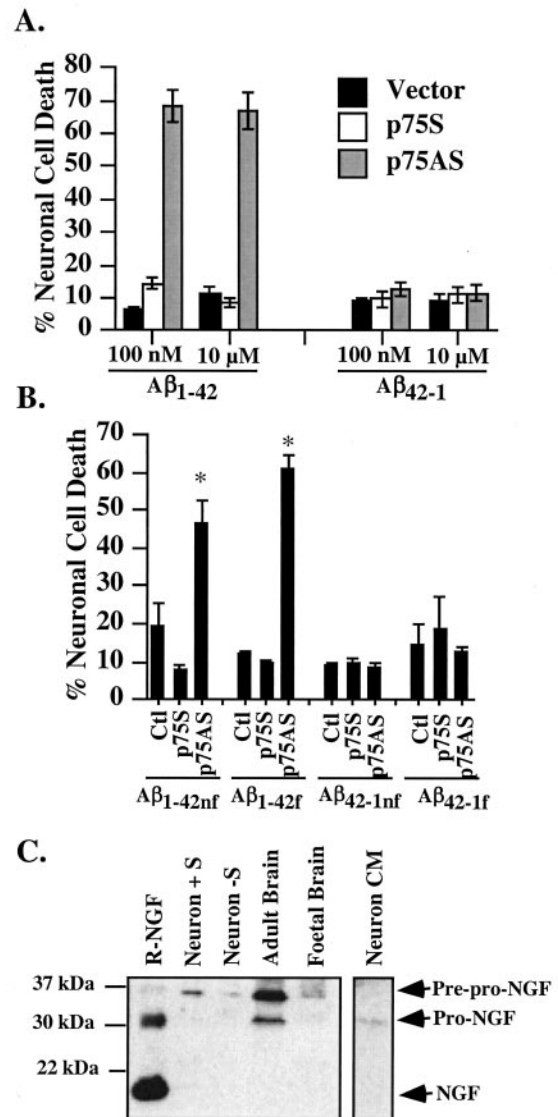 A.
% Neuronal Cell Death
80
70
60
50
40
30
20
10
0
Vector
p75S
p75AS
100 nM 10 µM 100 nM 10 µM
Aβ1-42 Aβ42-1
B.
% Neuronal Cell Death
70
60
50
40
30
20
10
0
* *
Ctl p75S p75AS Ctl p75S p75AS Ctl p75S p75AS Ctl p75S p75AS
Aβ1-42nf Aβ1-42f Aβ42-1nf Aβ42-1f
C.
R-NGF Neuron + S Neuron -S Adult Brain Foetal Brain Neuron CM
37 kDa Pre-pro-NGF
30 kDa Pro-NGF
22 kDa
NGF